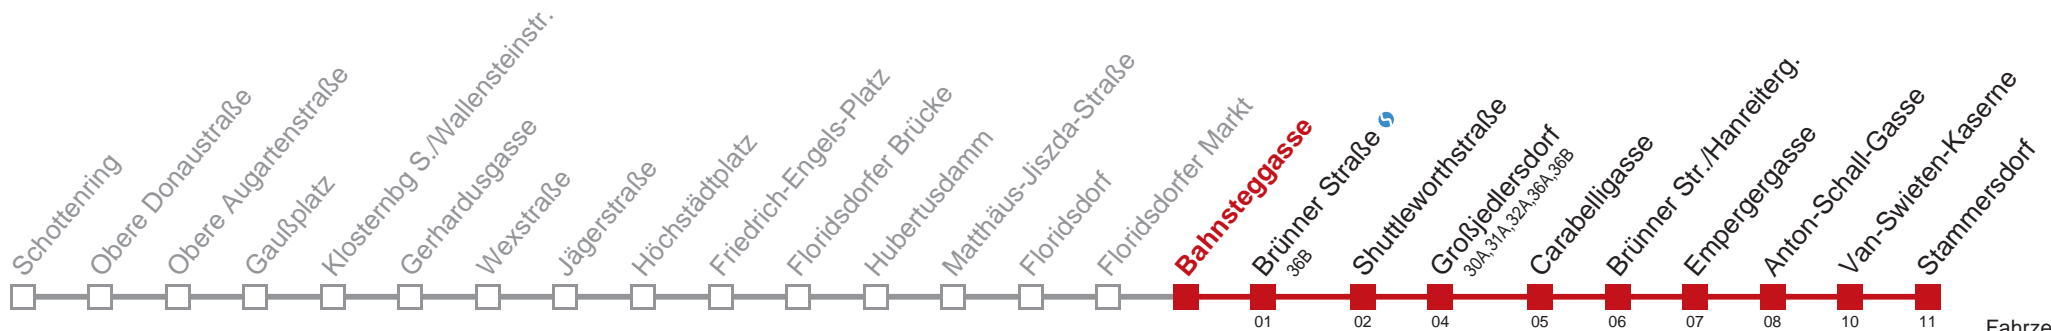 Schottenring
Obere Donaustraße
Obere Augartenstraße
Gaußplatz
Klosternbg S./Wallensteinstr.
Gerhardusgasse
Wexstraße
Jägerstraße
Höchstädtplatz
Friedrich-Engels-Platz
Floridsdorfer Brücke
Hubertusdamm
Matthäus-Jiszda-Straße
Floridsdorf
Floridsdorfer Markt
Bahnsteggasse
Brünner Straße
36B
Shuttleworthstraße
Großjedlersdorf
30A,31A,32A,36A,36B
Carabelligasse
Brünner Str./Hanreiterg.
Empergergasse
Anton-Schall-Gasse
Van-Swieten-Kaserne
Stammersdorf
01 02 04 05 06 07 08 10 11
Fahrze